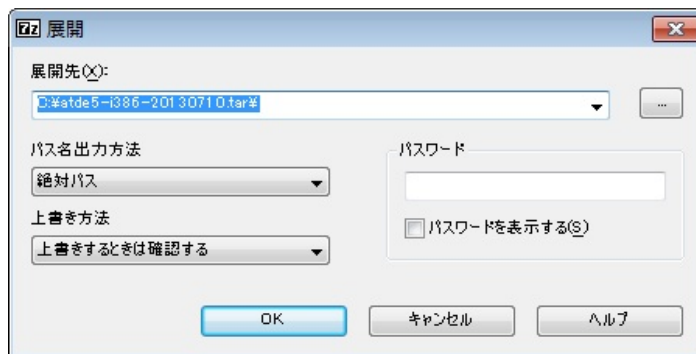 7z 展開
展開先(X):
C:¥atde5-i386-20130710.tar¥
...
パス名出力方法
絶対パス
上書き方法
上書きするときは確認する
パスワード
パスワードを表示する(S)
OK
キャンセル
ヘルプ